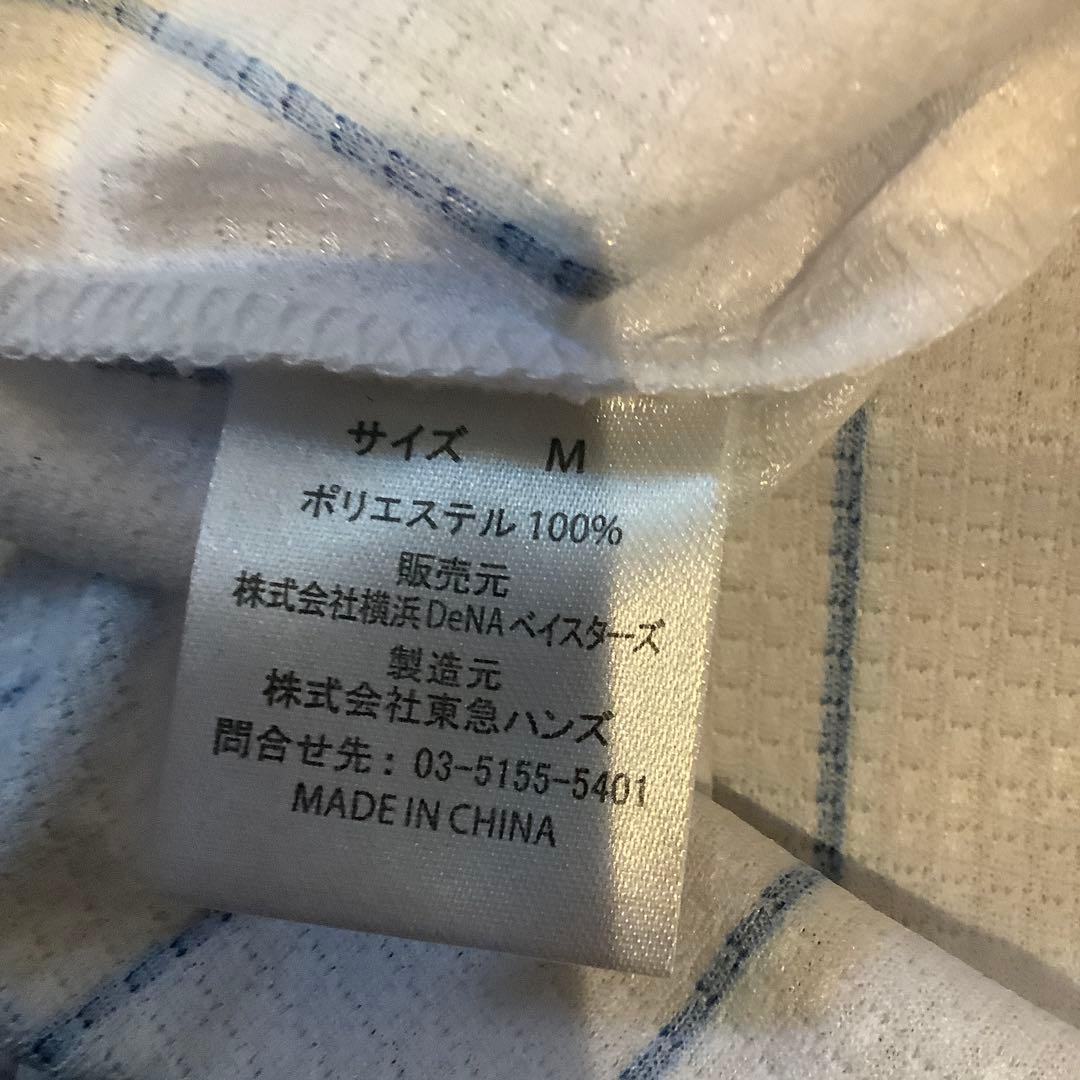 サイズ M
ポリエステル 100%
販売元
株式会社横浜DeNAベイスターズ
製造元
株式会社東急ハンズ
問合せ先：03-5155-5401
MADE IN CHINA